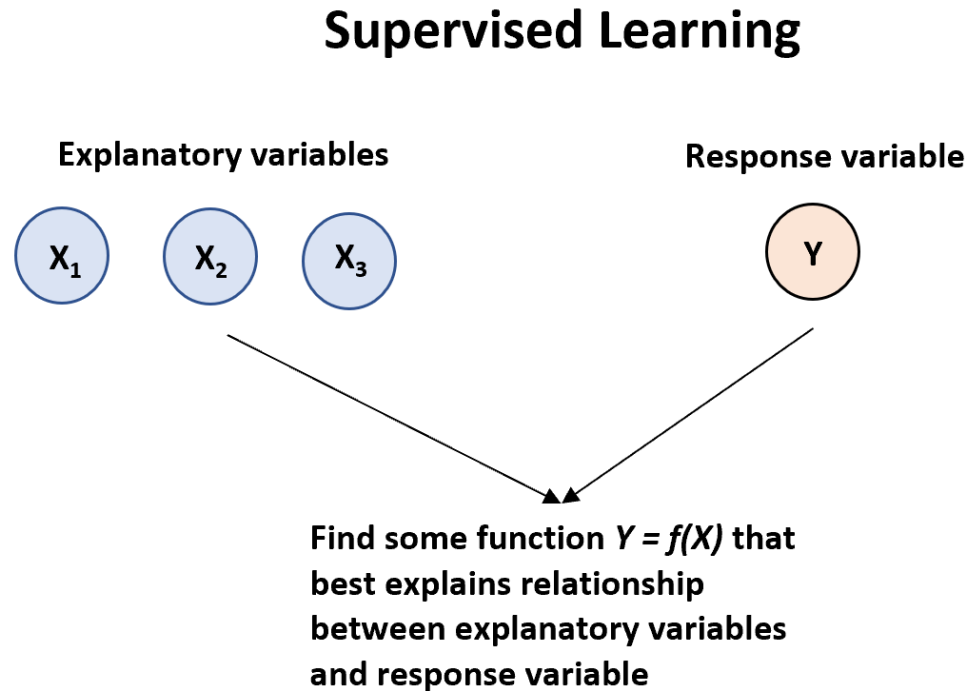 Supervised Learning
Explanatory variables
Response variable
X₁
X₂
X₃
Y
Find some function Y = f(X) that
best explains relationship
between explanatory variables
and response variable